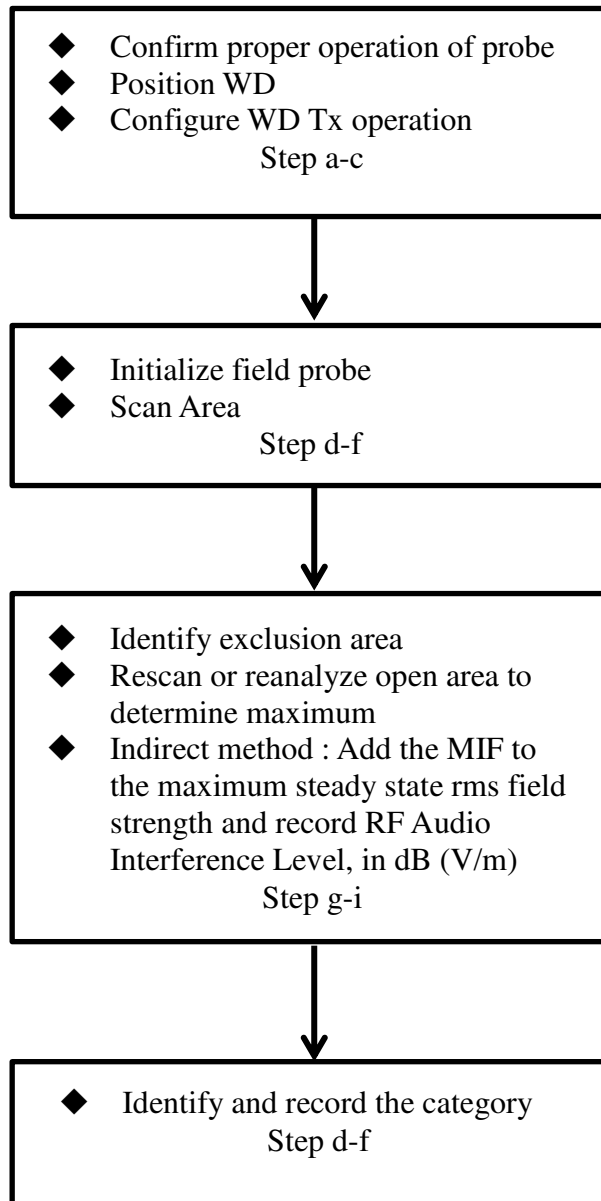 ◆ Confirm proper operation of probe
◆ Position WD
◆ Configure WD Tx operation
Step a-c
◆ Initialize field probe
◆ Scan Area
Step d-f
◆ Identify exclusion area
◆ Rescan or reanalyze open area to
determine maximum
◆ Indirect method : Add the MIF to
the maximum steady state rms field
strength and record RF Audio
Interference Level, in dB (V/m)
Step g-i
◆ Identify and record the category
Step d-f